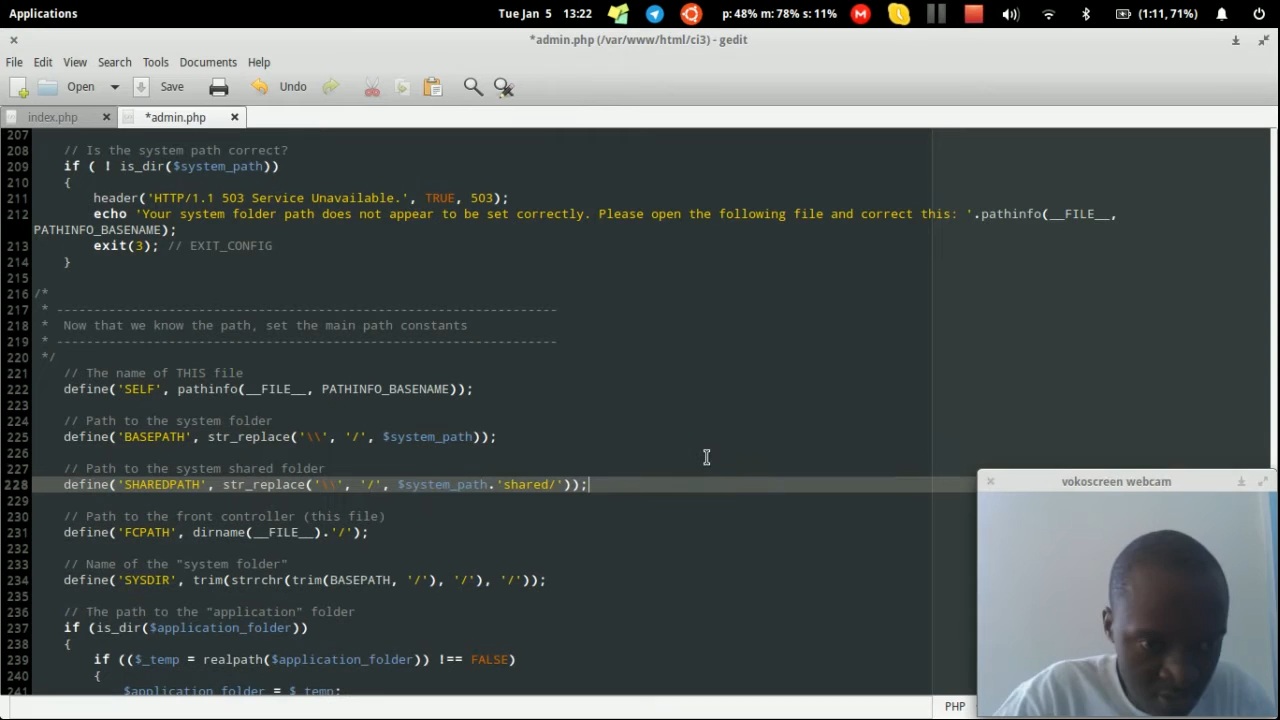 Applications
Tue Jan 5 13:22
p: 48% m: 78% s: 11%
(1:11, 71%)
*admin.php (/var/www/html/ci3) - gedit
File Edit View Search Tools Documents Help
Open Save Undo
index.php *admin.php
207
208 // Is the system path correct?
209 if ( ! is_dir($system_path))
210 {
211 header('HTTP/1.1 503 Service Unavailable.', TRUE, 503);
212 echo 'Your system folder path does not appear to be set correctly. Please open the following file and correct this: '.pathinfo(__FILE__,
PATHINFO_BASENAME);
213 exit(3); // EXIT_CONFIG
214 }
215
216 /*
217 * -------------------------------------------------------------------
218 * Now that we know the path, set the main path constants
219 * -------------------------------------------------------------------
220 */
221 // The name of THIS file
222 define('SELF', pathinfo(__FILE__, PATHINFO_BASENAME));
223
224 // Path to the system folder
225 define('BASEPATH', str_replace('\\', '/', $system_path));
226
227 // Path to the system shared folder
228 define('SHAREDPATH', str_replace('\\', '/', $system_path.'shared/'));
229
230 // Path to the front controller (this file)
231 define('FCPATH', dirname(__FILE__).'/');
232
233 // Name of the "system folder"
234 define('SYSDIR', trim(strrchr(trim(BASEPATH, '/'), '/'), '/'));
235
236 // The path to the "application" folder
237 if (is_dir($application_folder))
238 {
239 if (($_temp = realpath($application_folder)) !== FALSE)
240 {
241 $application_folder = $_temp;
vokoscreen webcam
PHP